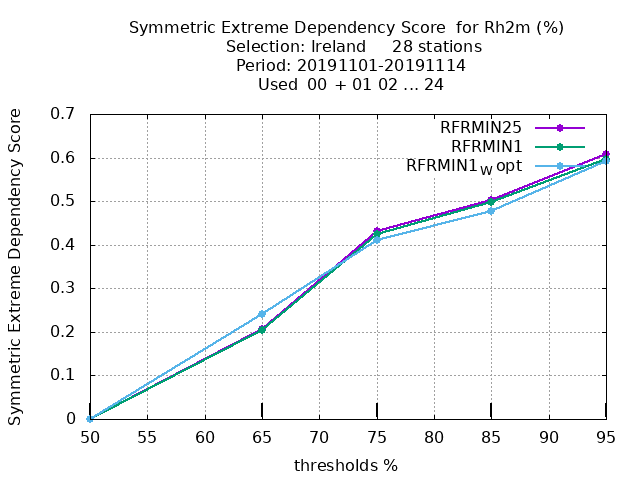 Symmetric Extreme Dependency Score  for Rh2m (%)
Selection: Ireland     28 stations
Period: 20191101-20191114
Used  00 + 01 02 ... 24
Symmetric Extreme Dependency Score
0.7
0.6
0.5
0.4
0.3
0.2
0.1
0
RFRMIN25
RFRMIN1
RFRMIN1W opt
50 55 60 65 70 75 80 85 90 95
thresholds %